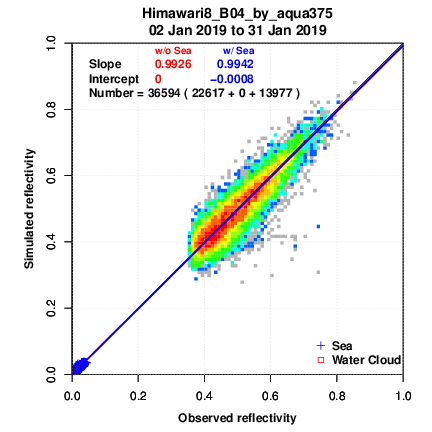 Himawari8_B04_by_aqua375
02 Jan 2019 to 31 Jan 2019
w/o Sea w/ Sea
Slope 0.9926 0.9942
Intercept 0 −0.0008
Number = 36594 ( 22617 + 0 + 13977 )
Simulated reflectivity
1.0
0.8
0.6
0.4
0.2
0.0
+ Sea
Water Cloud
0.0 0.2 0.4 0.6 0.8 1.0
Observed reflectivity